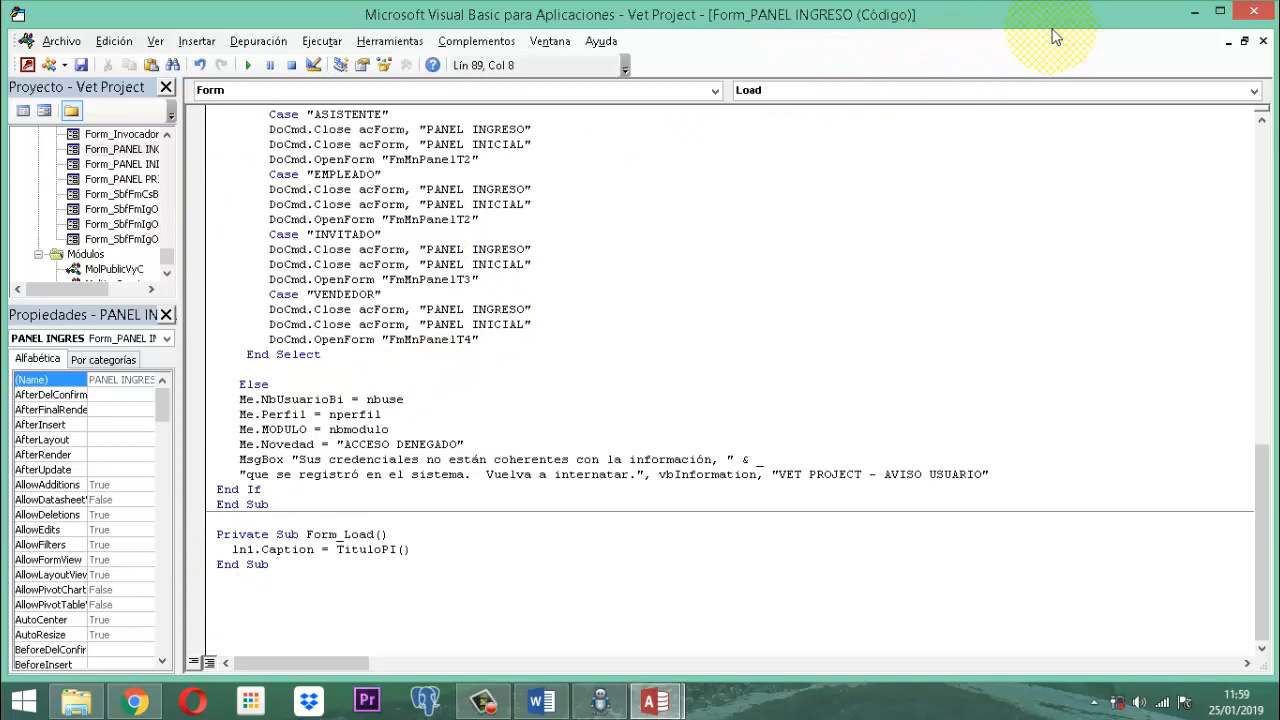 Microsoft Visual Basic para Aplicaciones - Vet Project - [Form_PANEL INGRESO (Código)]
Archivo Edición Ver Insertar Depuración Ejecutar Herramientas Complementos Ventana Ayuda
Lín 89, Col 8
Proyecto - Vet Project
Form
Load
Form_Invocador
Form_PANEL INC
Form_PANEL INI
Form_PANEL PR
Form_SbfFmCsB
Form_SbfFmIgO
Form_SbfFmIgO
Form_SbfFmIgO
Módulos
MolPublicVyC
Propiedades - PANEL IN
PANEL INGRES Form_PANEL IN
Alfabética Por categorías
(Name) PANEL INGRES
AfterDelConfirm
AfterFinalRende
AfterInsert
AfterLayout
AfterRender
AfterUpdate
AllowAdditions True
AllowDatasheet' False
AllowDeletions True
AllowEdits True
AllowFilters True
AllowFormView True
AllowLayoutView True
AllowPivotChart False
AllowPivotTable' False
AutoCenter True
AutoResize True
BeforeDelConfir
BeforeInsert
Case "ASISTENTE"
DoCmd.Close acForm, "PANEL INGRESO"
DoCmd.Close acForm, "PANEL INICIAL"
DoCmd.OpenForm "FmMnPanelT2"
Case "EMPLEADO"
DoCmd.Close acForm, "PANEL INGRESO"
DoCmd.Close acForm, "PANEL INICIAL"
DoCmd.OpenForm "FmMnPanelT2"
Case "INVITADO"
DoCmd.Close acForm, "PANEL INGRESO"
DoCmd.Close acForm, "PANEL INICIAL"
DoCmd.OpenForm "FmMnPanelT3"
Case "VENDEDOR"
DoCmd.Close acForm, "PANEL INGRESO"
DoCmd.Close acForm, "PANEL INICIAL"
DoCmd.OpenForm "FmMnPanelT4"
End Select
Else
Me.NbUsuarioBi = nbuse
Me.Perfil = nperfil
Me.MODULO = nbmodulo
Me.Novedad = "ACCESO DENEGADO"
MsgBox "Sus credenciales no están coherentes con la información, " & _
"que se registró en el sistema.  Vuelva a internatar.", vbInformation, "VET PROJECT - AVISO USUARIO"
End If
End Sub
Private Sub Form_Load()
ln1.Caption = TituloPI()
End Sub
Pr
11:59
25/01/2019